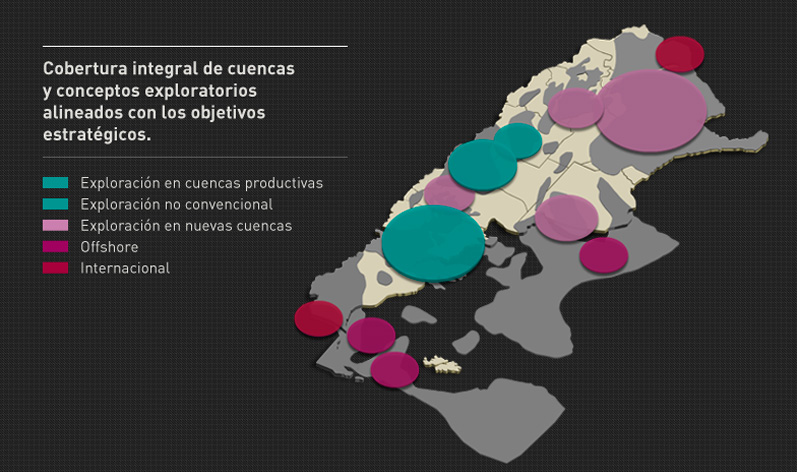 Cobertura integral de cuencas
y conceptos exploratorios
alineados con los objetivos
estratégicos.
Exploración en cuencas productivas
Exploración no convencional
Exploración en nuevas cuencas
Offshore
Internacional